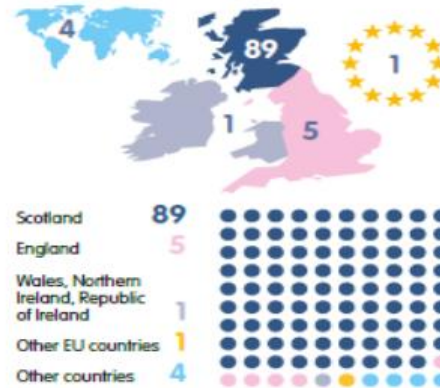 4
89
1
1
5
Scotland 89
England 5
Wales, Northern
Ireland, Republic
of Ireland 1
Other EU countries 1
Other countries 4